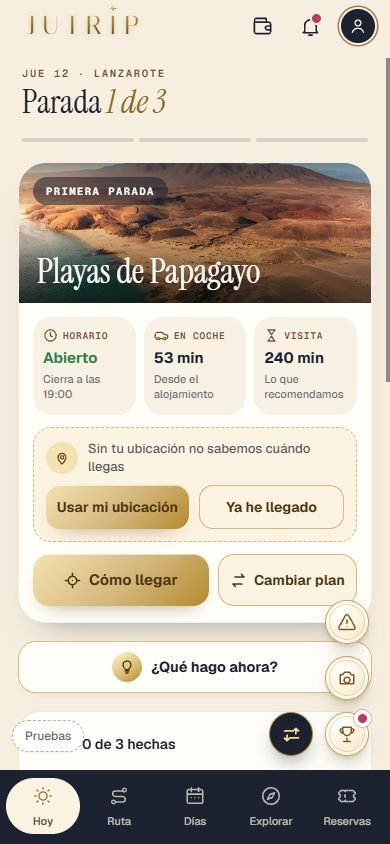 JUTRIP
JUE 12 · LANZAROTE
Parada 1 de 3
PRIMERA PARADA
Playas de Papagayo
HORARIO
Abierto
Cierra a las
19:00
EN COCHE
53 min
Desde el
alojamiento
VISITA
240 min
Lo que
recomendamos
Sin tu ubicación no sabemos cuándo
llegas
Usar mi ubicación
Ya he llegado
Cómo llegar
Cambiar plan
¿Qué hago ahora?
Pruebas
0 de 3 hechas
Hoy
Ruta
Días
Explorar
Reservas